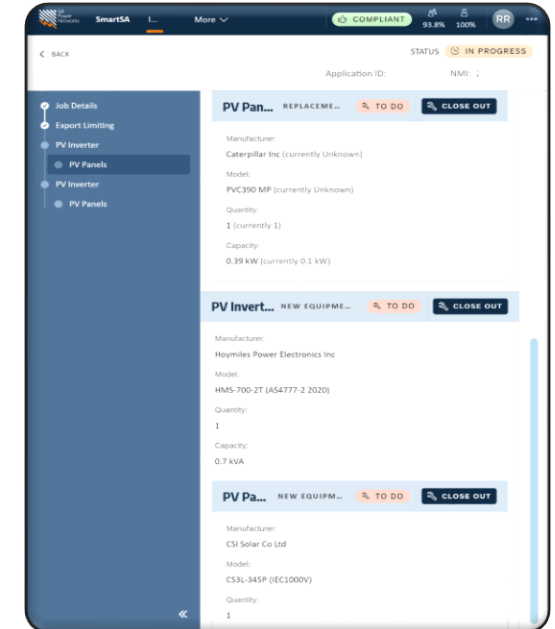 SA Power Networks
SmartSA
I...
More
COMPLIANT
93.8%
100%
RR
BACK
STATUS
IN PROGRESS
Application ID:
NMI:
Job Details
Export Limiting
PV Inverter
PV Panels
PV Inverter
PV Panels
PV Pan... REPLACEME... TO DO CLOSE OUT
Manufacturer:
Caterpillar Inc (currently Unknown)
Model:
PVC390 MP (currently Unknown)
Quantity:
1 (currently 1)
Capacity:
0.39 kW (currently 0.1 kW)
PV Invert... NEW EQUIPME... TO DO CLOSE OUT
Manufacturer:
Hoymiles Power Electronics Inc
Model:
HMS-700-2T (AS4777-2 2020)
Quantity:
1
Capacity:
0.7 kVA
PV Pa... NEW EQUIPM... TO DO CLOSE OUT
Manufacturer:
CSI Solar Co Ltd
Model:
CS3L-345P (IEC1000V)
Quantity:
1